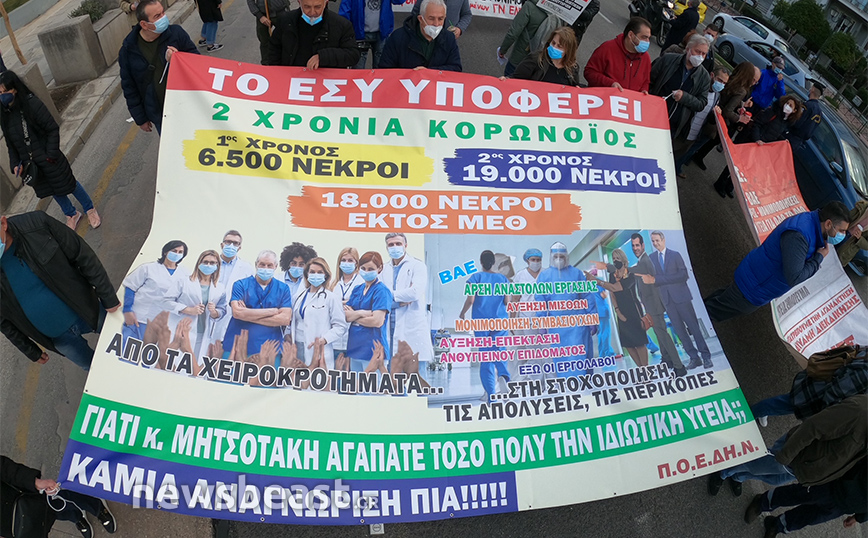 ΤΟ ΕΣΥ ΥΠΟΦΕΡΕΙ
2 ΧΡΟΝΙΑ ΚΟΡΩΝΟΪΟΣ
1ος ΧΡΟΝΟΣ
6.500 ΝΕΚΡΟΙ
2ος ΧΡΟΝΟΣ
19.000 ΝΕΚΡΟΙ
18.000 ΝΕΚΡΟΙ
ΕΚΤΟΣ ΜΕΘ
ΒΑΕ
ΑΡΣΗ ΑΝΑΣΤΟΛΩΝ ΕΡΓΑΣΙΑΣ
ΑΥΞΗΣΗ ΜΙΣΘΩΝ
ΜΟΝΙΜΟΠΟΙΗΣΗ ΣΥΜΒΑΣΙΟΥΧΩΝ
ΑΥΞΗΣΗ-ΕΠΕΚΤΑΣΗ
ΑΝΘΥΓΙΕΙΝΟΥ ΕΠΙΔΟΜΑΤΟΣ
ΕΞΩ ΟΙ ΕΡΓΟΛΑΒΟΙ
ΑΠΟ ΤΑ ΧΕΙΡΟΚΡΟΤΗΜΑΤΑ...
...ΣΤΗ ΣΤΟΧΟΠΟΙΗΣΗ,
ΤΙΣ ΑΠΟΛΥΣΕΙΣ, ΤΙΣ ΠΕΡΙΚΟΠΕΣ
ΓΙΑΤΙ κ. ΜΗΤΣΟΤΑΚΗ ΑΓΑΠΑΤΕ ΤΟΣΟ ΠΟΛΥ ΤΗΝ ΙΔΙΩΤΙΚΗ ΥΓΕΙΑ;;
ΚΑΜΙΑ ΑΝΑΓΝΩΡΙΣΗ ΠΙΑ!!!!!
Π.Ο.Ε.ΔΗ.Ν.
newsbeast.GR